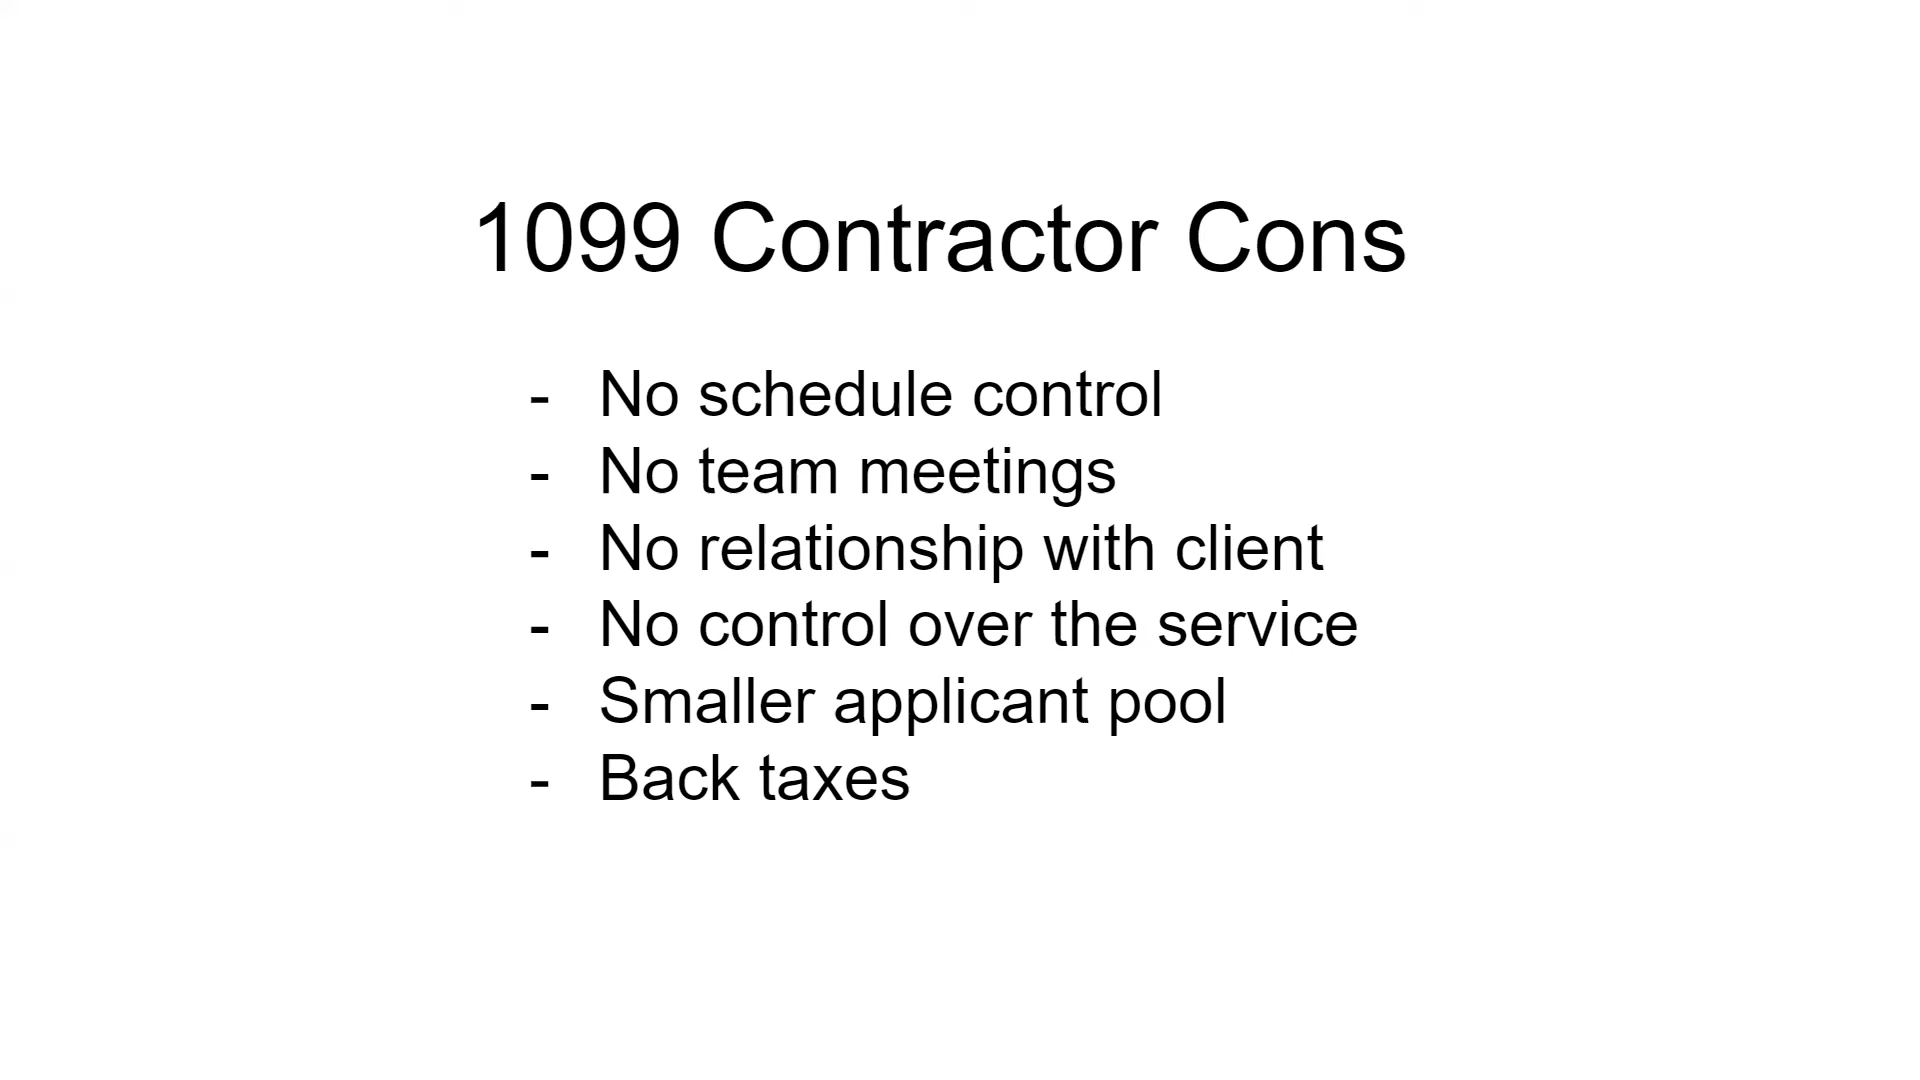 1099 Contractor Cons
- No schedule control
- No team meetings
- No relationship with client
- No control over the service
- Smaller applicant pool
- Back taxes